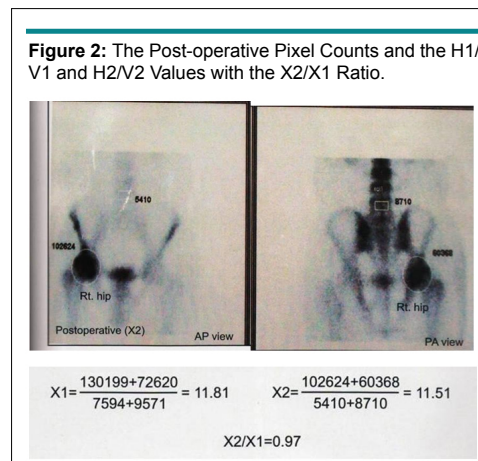 Figure 2: The Post-operative Pixel Counts and the H1/
V1 and H2/V2 Values with the X2/X1 Ratio.
5410
102624
Rt. hip
Postoperative (X2)
AP view
8710
60368
Rt. hip
PA view
X1= 130199+72620 / 7594+9571 = 11.81
X2= 102624+60368 / 5410+8710 = 11.51
X2/X1=0.97